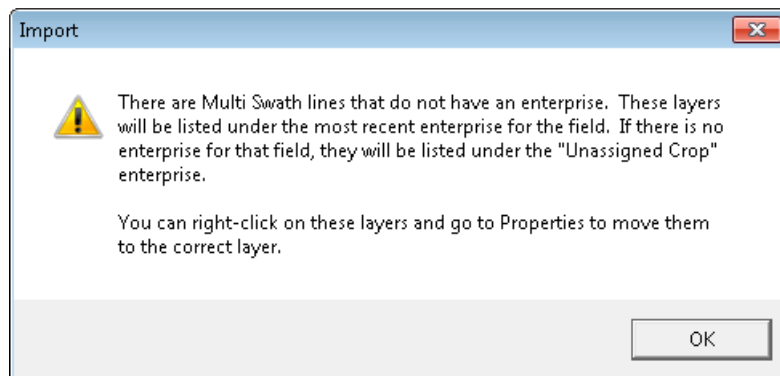 Import
There are Multi Swath lines that do not have an enterprise.  These layers
will be listed under the most recent enterprise for the field.  If there is no
enterprise for that field, they will be listed under the "Unassigned Crop"
enterprise.
You can right-click on these layers and go to Properties to move them
to the correct layer.
OK